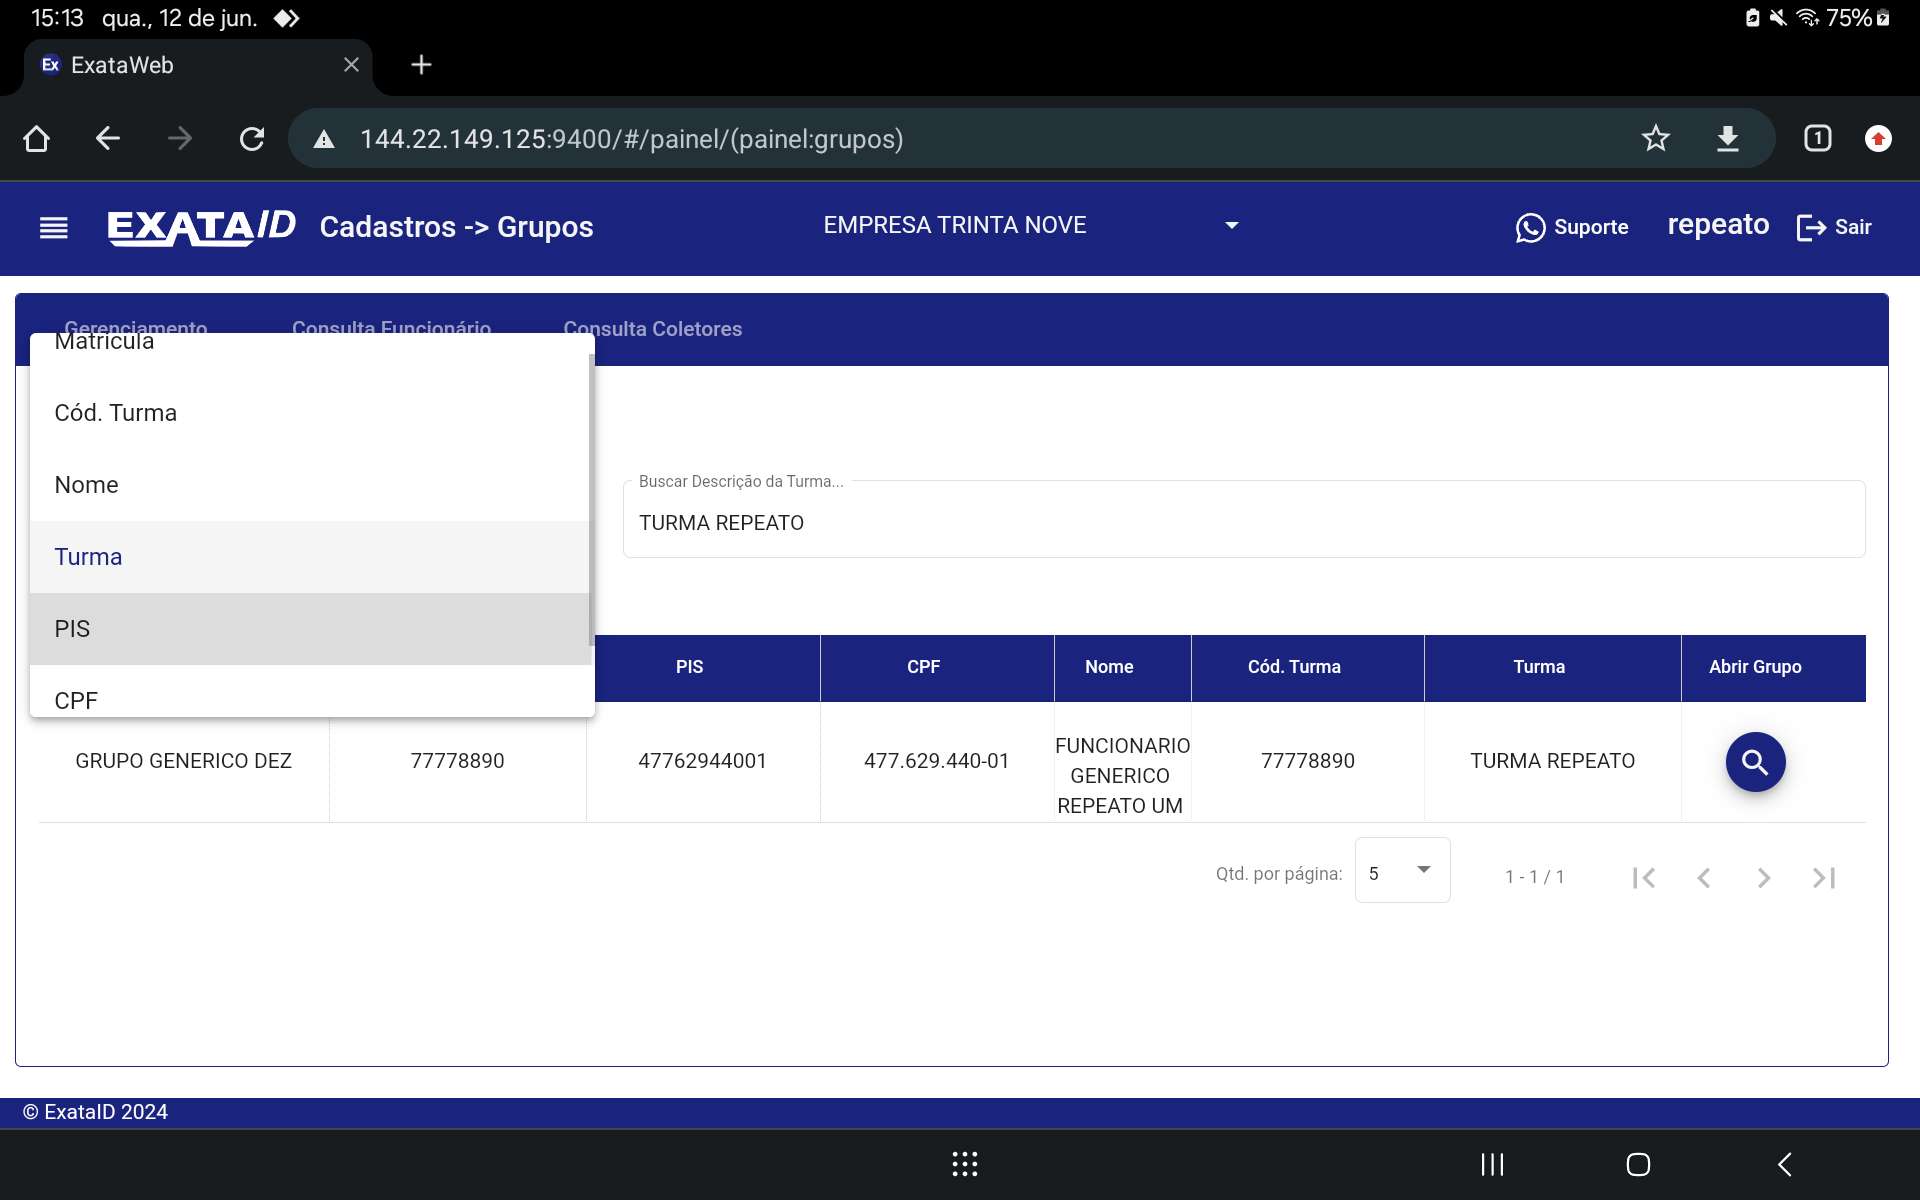 15:13 qua., 12 de jun. 75%
Ex ExataWeb
144.22.149.125:9400/#/painel/(painel:grupos) 1
EXATAID Cadastros -> Grupos EMPRESA TRINTA NOVE Suporte repeato Sair
Gerenciamento Consulta Funcionário Consulta Coletores
Matricula
Cód. Turma
Nome
Turma
PIS
CPF
Buscar Descrição da Turma...
TURMA REPEATO
PIS CPF Nome Cód. Turma Turma Abrir Grupo
GRUPO GENERICO DEZ 77778890 47762944001 477.629.440-01 FUNCIONARIO GENERICO REPEATO UM 77778890 TURMA REPEATO
Qtd. por página: 5 1 - 1 / 1
© ExataID 2024